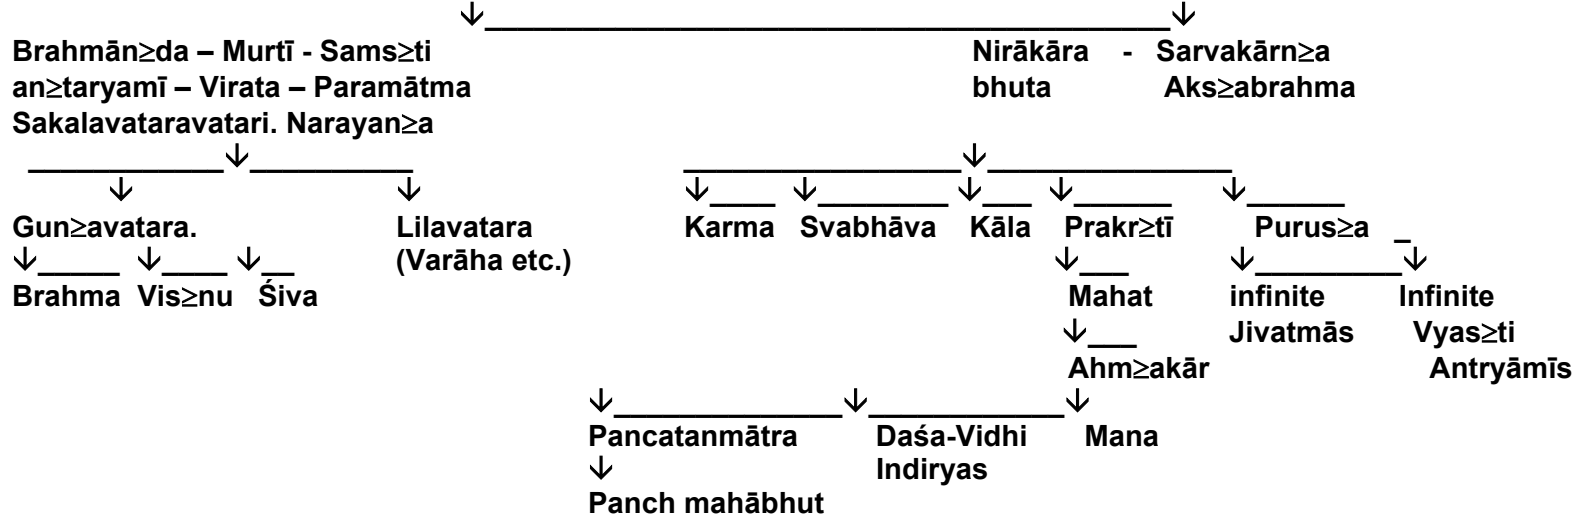 Brahmān≥da – Murtī - Sams≥ti Nirākāra - Sarvakārn≥a
an≥taryamī – Virata – Paramātma bhuta Aks≥abrahma
Sakalavataravatari. Narayan≥a
Gun≥avatara. Lilavatara Karma Svabhāva Kāla Prakr≥tī Purus≥a
(Varāha etc.)
Brahma Vis≥nu Śiva Mahat infinite Infinite
Jivatmās Vyas≥ti
Ahm≥akār Antryāmīs
Pancatanmātra Daśa-Vidhi Mana
Indiryas
Panch mahābhut